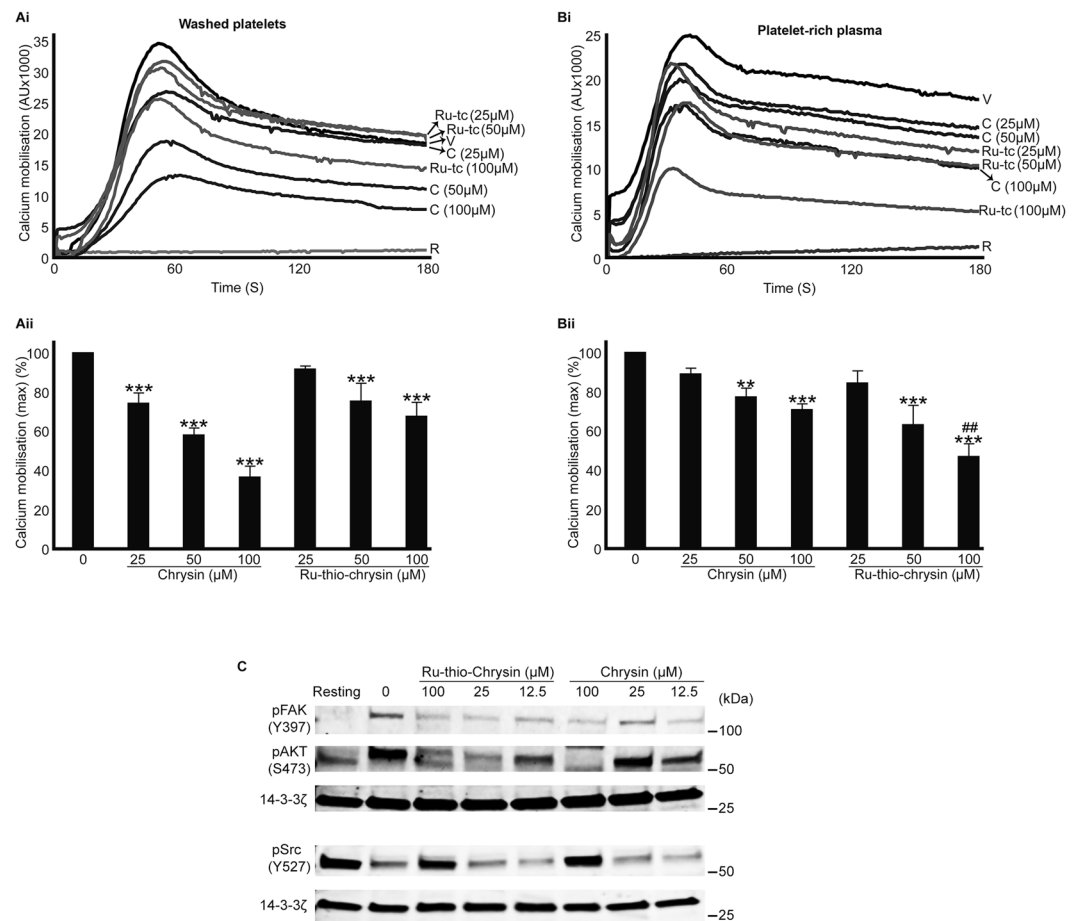 Ai
Washed platelets
Calcium mobilisation (AUx1000)
35
30
25
20
15
10
5
0
0 60 120 180
Time (S)
Ru-tc (25µM)
Ru-tc (50µM)
V
C (25µM)
Ru-tc (100µM)
C (50µM)
C (100µM)
R
Bi
Platelet-rich plasma
Calcium mobilisation (AUx1000)
25
20
15
10
5
0
0 60 120 180
Time (S)
V
C (25µM)
C (50µM)
Ru-tc (25µM)
Ru-tc (50µM)
C (100µM)
Ru-tc (100µM)
R
Aii
Calcium mobilisation (max) (%)
100
80
60
40
20
0
*** *** *** *** ***
0 25 50 100 25 50 100
Chrysin (µM) Ru-thio-chrysin (µM)
Bii
Calcium mobilisation (max) (%)
100
80
60
40
20
0
** *** *** ##
***
0 25 50 100 25 50 100
Chrysin (µM) Ru-thio-chrysin (µM)
C
Ru-thio-Chrysin (µM) Chrysin (µM)
Resting 0 100 25 12.5 100 25 12.5 (kDa)
pFAK
(Y397)
100
pAKT
(S473)
50
14-3-3ζ
25
pSrc
(Y527)
50
14-3-3ζ
25